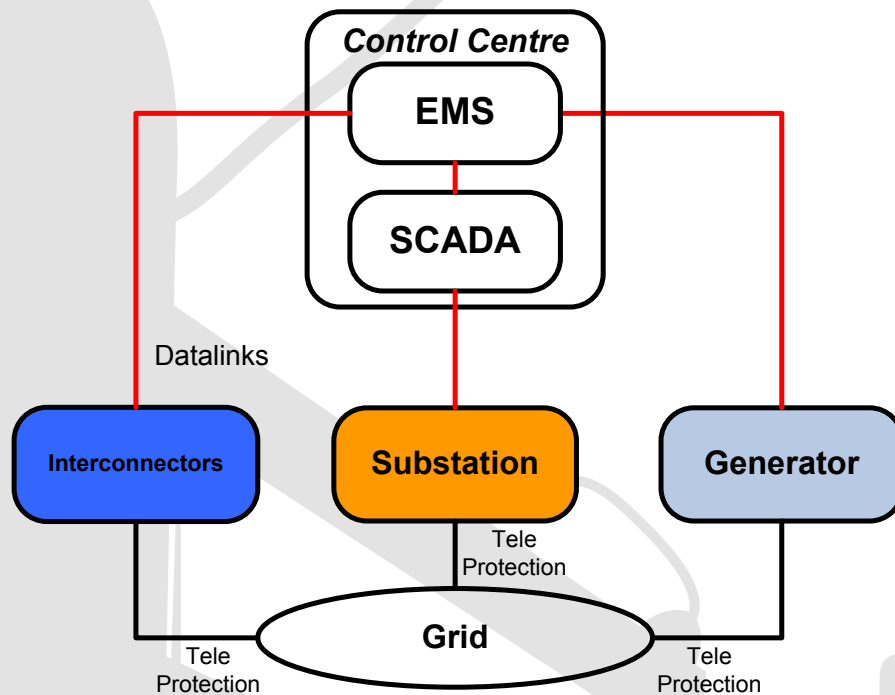 Control Centre
EMS
SCADA
Datalinks
Interconnectors
Substation
Generator
Tele
Protection
Grid
Tele
Protection
Tele
Protection